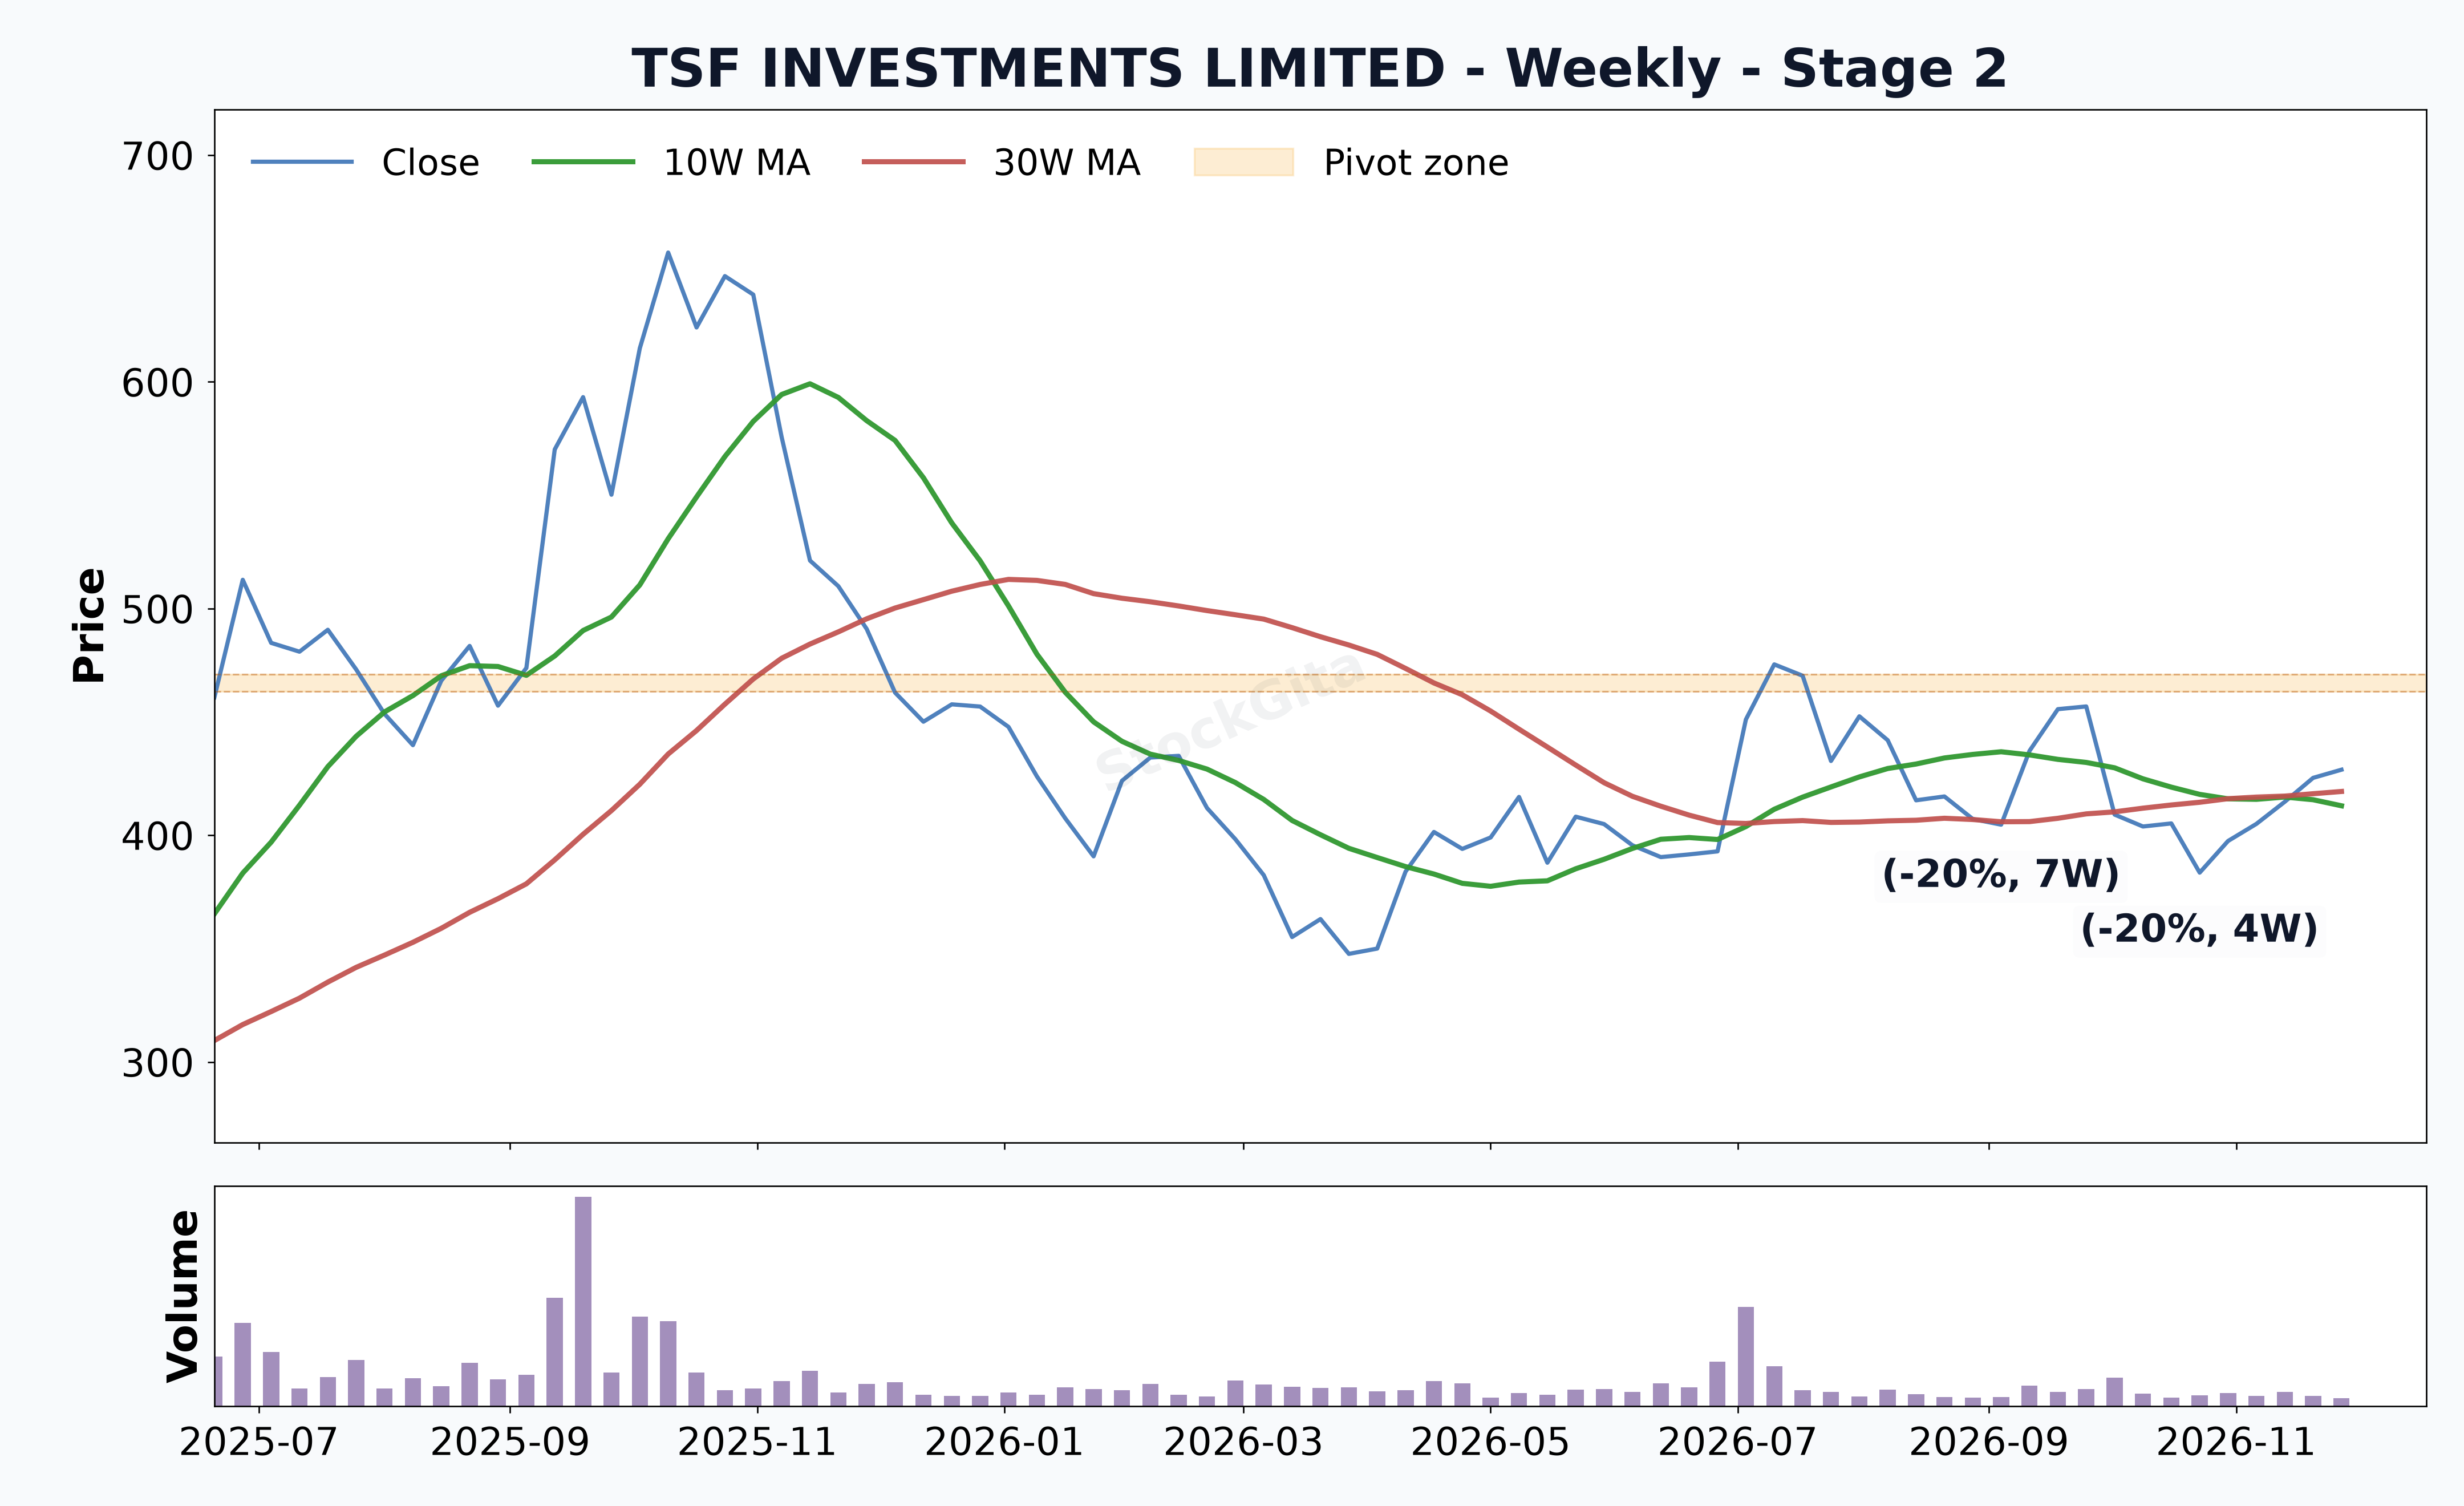 TSF INVESTMENTS LIMITED - Weekly - Stage 2
Close 10W MA 30W MA Pivot zone
Price
700
600
500
400
300
StockGita
(-20%, 7W)
(-20%, 4W)
Volume
2025-07 2025-09 2025-11 2026-01 2026-03 2026-05 2026-07 2026-09 2026-11